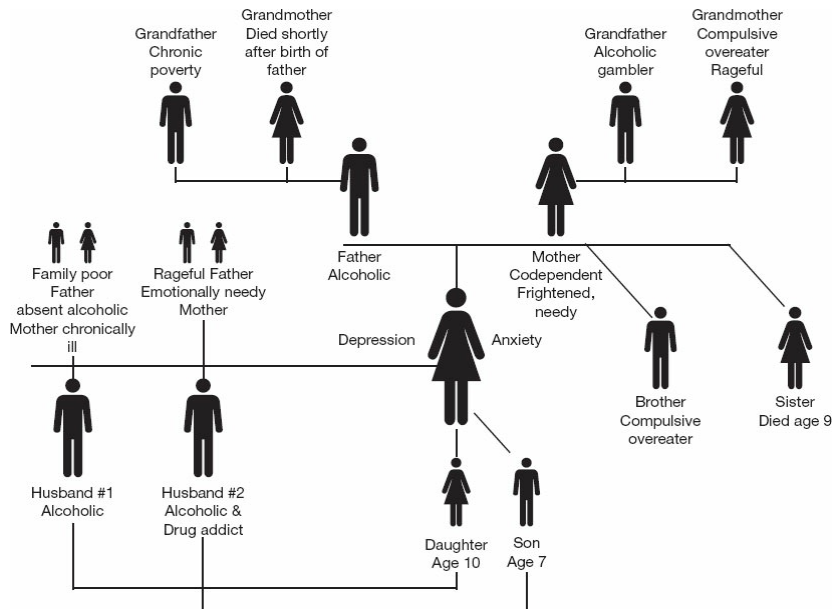 Grandfather
Chronic
poverty
Grandmother
Died shortly
after birth of
father
Grandfather
Alcoholic
gambler
Grandmother
Compulsive
overeater
Rageful
Family poor
Father
absent alcoholic
Mother chronically
ill
Rageful Father
Emotionally needy
Mother
Father
Alcoholic
Mother
Codependent
Frightened,
needy
Depression
Anxiety
Brother
Compulsive
overeater
Sister
Died age 9
Husband #1
Alcoholic
Husband #2
Alcoholic &
Drug addict
Daughter
Age 10
Son
Age 7